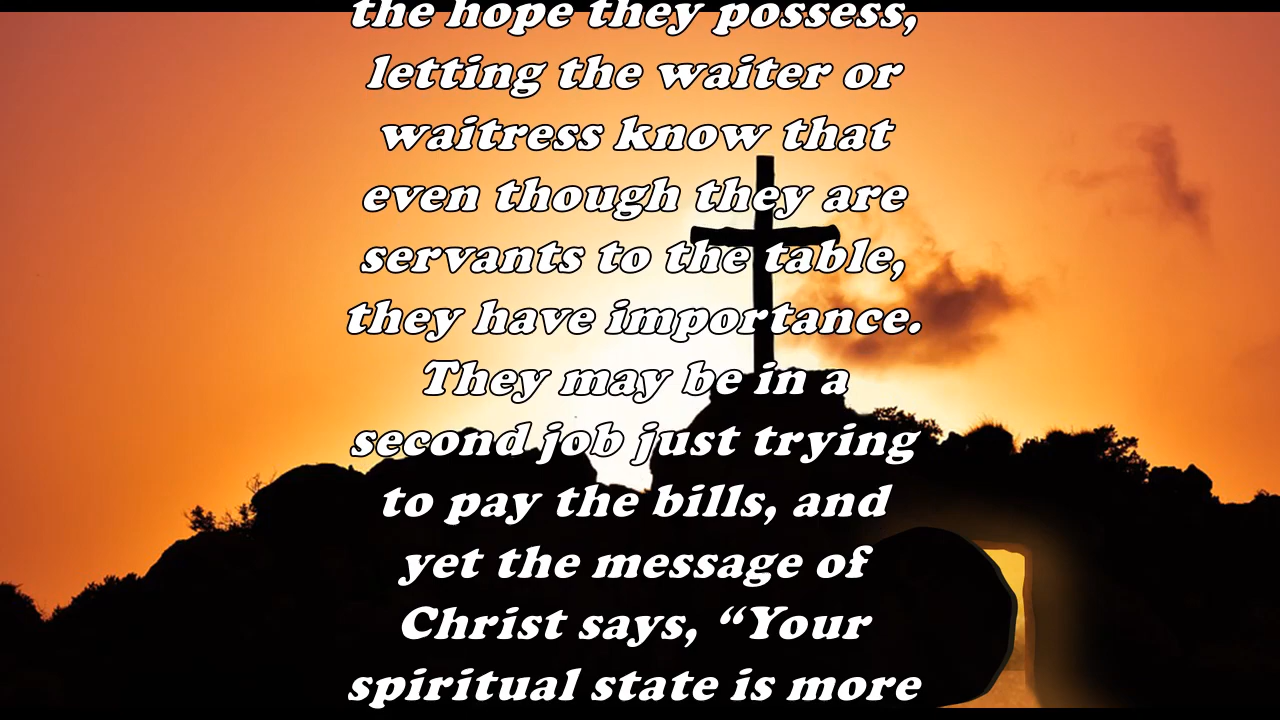 the hope they possess,
letting the waiter or
waitress know that
even though they are
servants to the table,
they have importance.
They may be in a
second job just trying
to pay the bills, and
yet the message of
Christ says, “Your
spiritual state is more